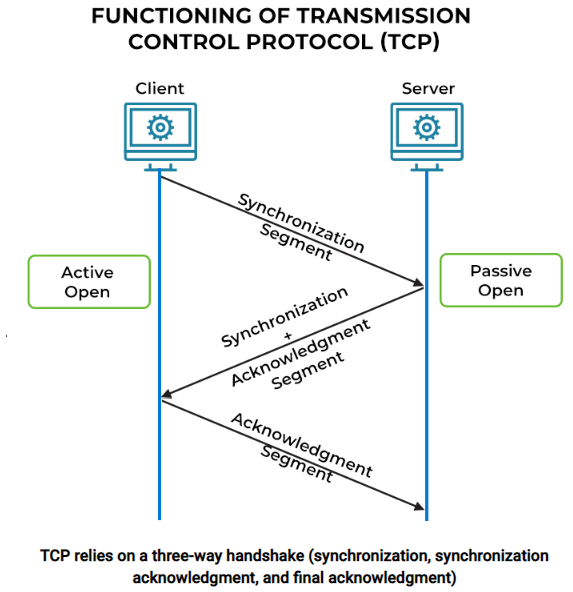 FUNCTIONING OF TRANSMISSION
CONTROL PROTOCOL (TCP)
Client
Server
Synchronization
Segment
Active
Open
Passive
Open
Synchronization
+
Acknowledgment
Segment
Acknowledgment
Segment
TCP relies on a three-way handshake (synchronization, synchronization
acknowledgment, and final acknowledgment)